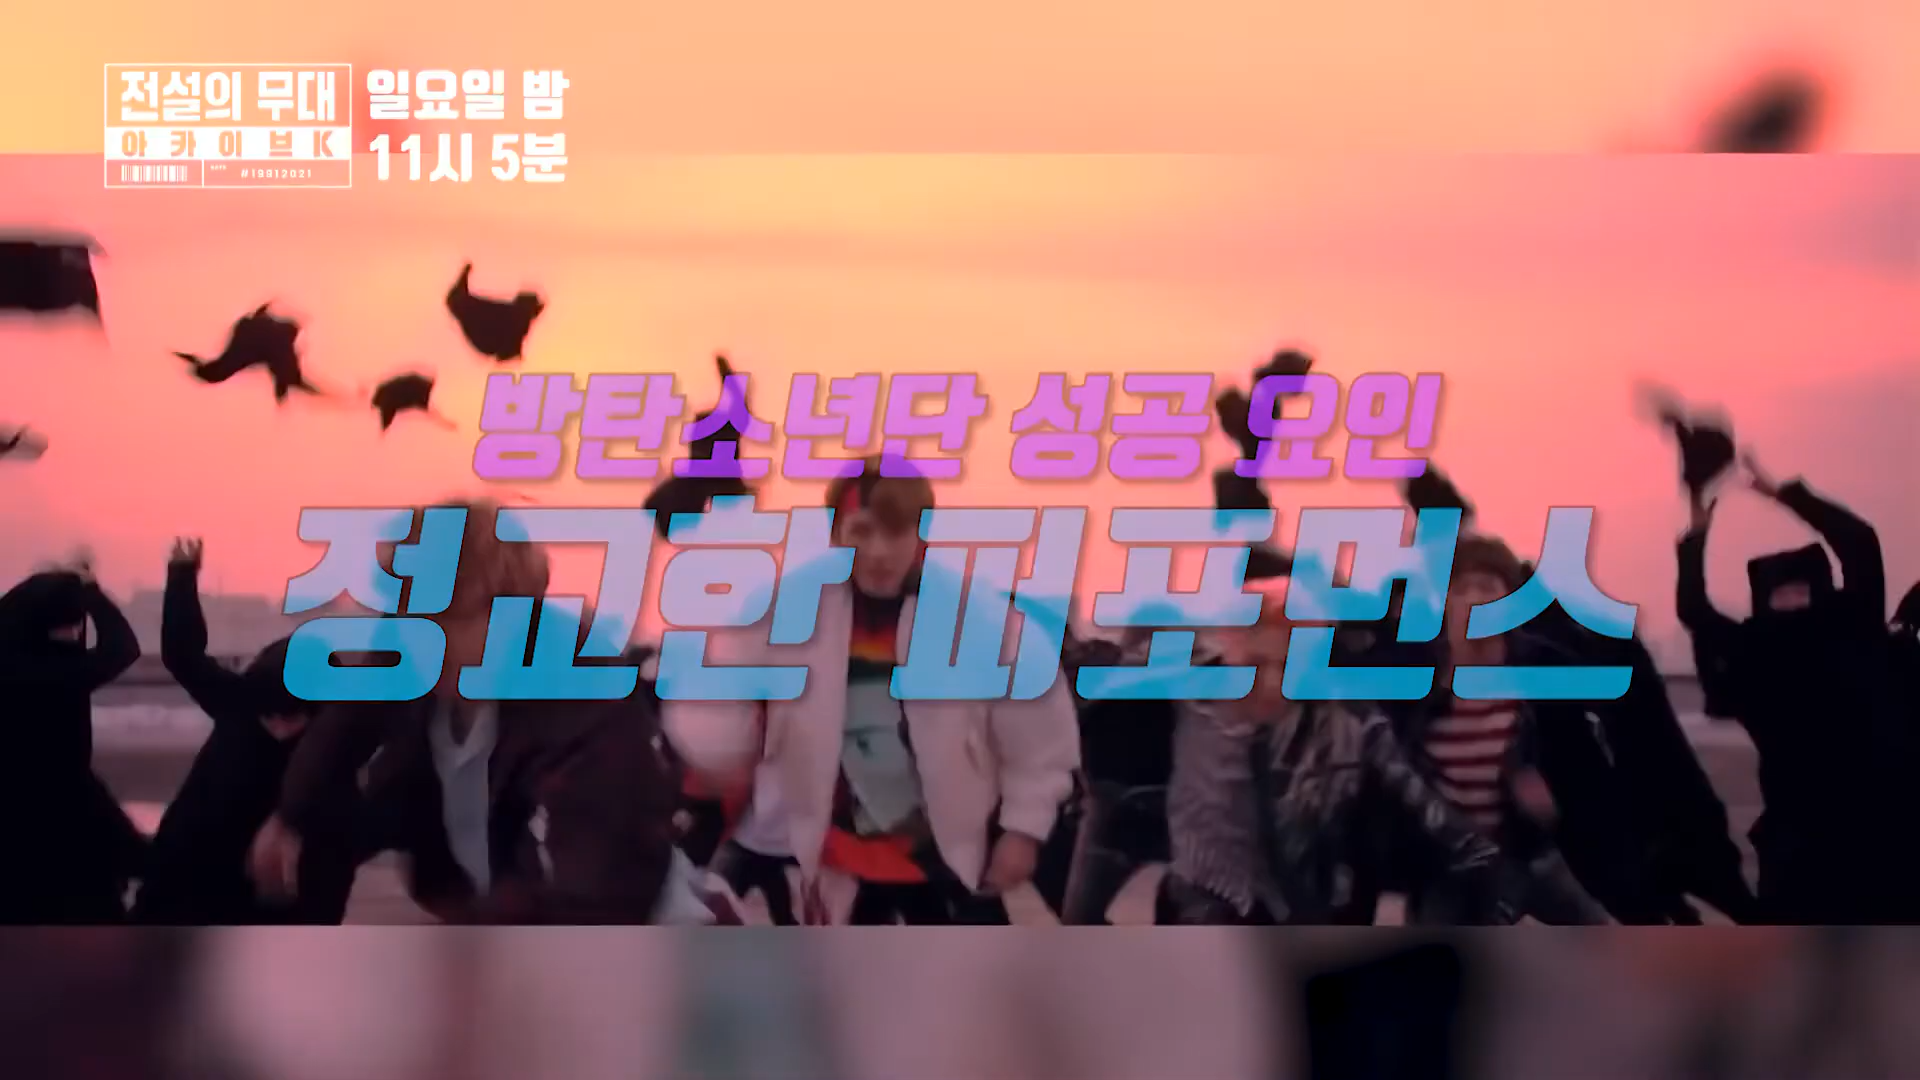 전설의 무대
아카이브K
#19912021
일요일 밤
11시 5분
방탄소년단 성공 요인
정교한 퍼포먼스